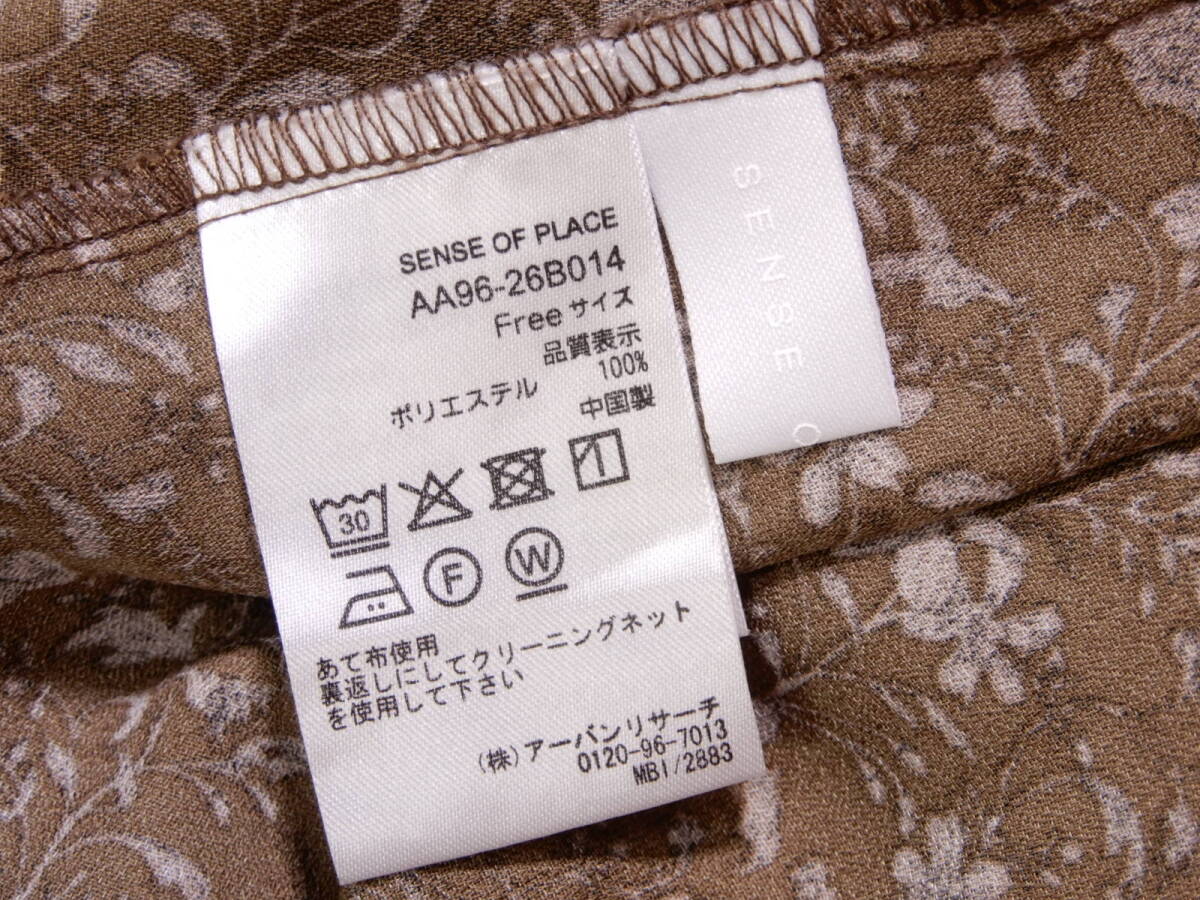 SENSE OF PLACE
AA96-26B014
Freeサイズ
品質表示
ポリエステル 100%
中国製
30
F W
あて布使用
裏返しにしてクリーニングネット
を使用して下さい
(株)アーバンリサーチ
0120-96-7013
MBI/2883
SENSE O